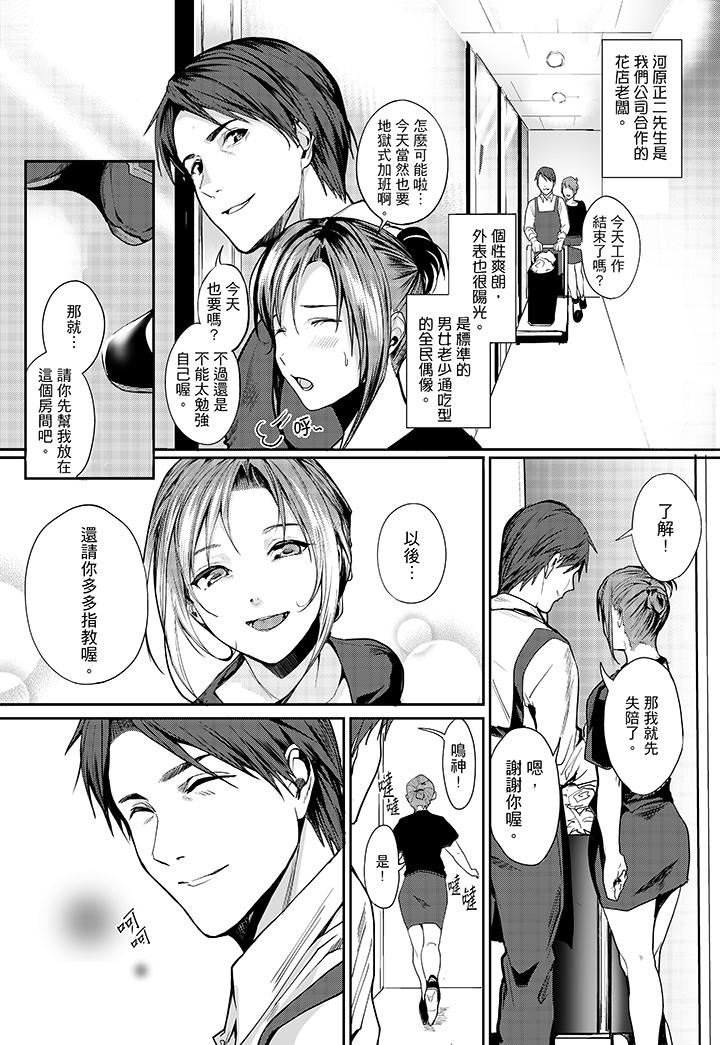 河原正二先生是
我們公司合作的
花店老闆。
今天工作
結束了嗎？
怎麼可能啦…
今天當然也要
地獄式加班啊。
個性爽朗，
外表也很陽光。
是標準的
男女老少通吃型
的全民偶像。
今天
也要嗎？
不過還是
不能太勉強
自己喔。
呼~
那就…
請你先幫我放在
這個房間吧。
了解！
那我就先
失陪了。
嗯，
謝謝你喔。
以後…
還請你多多指教喔。
鳴神！
是！
噠噠
噠噠
呵呵